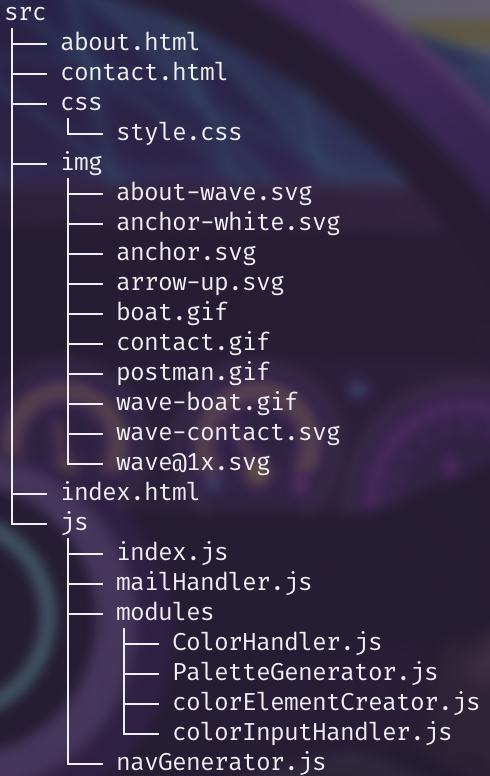 src
├── about.html
├── contact.html
├── css
│   └── style.css
├── img
│   ├── about-wave.svg
│   ├── anchor-white.svg
│   ├── anchor.svg
│   ├── arrow-up.svg
│   ├── boat.gif
│   ├── contact.gif
│   ├── postman.gif
│   ├── wave-boat.gif
│   ├── wave-contact.svg
│   └── wave@1x.svg
├── index.html
└── js
    ├── index.js
    ├── mailHandler.js
    ├── modules
    │   ├── ColorHandler.js
    │   ├── PaletteGenerator.js
    │   ├── colorElementCreator.js
    │   └── colorInputHandler.js
    └── navGenerator.js